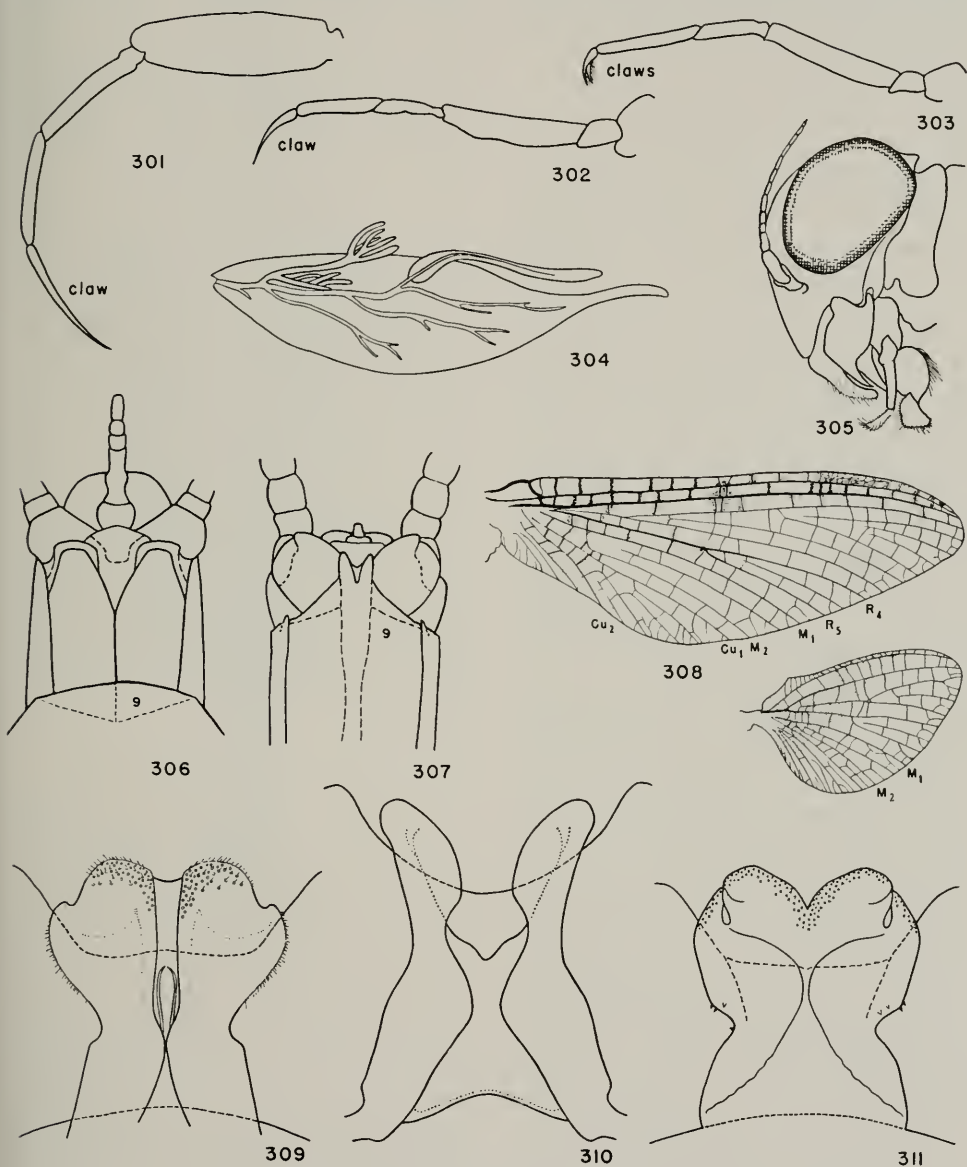 claws
claw
301
302
303
claw
304
305
9
9
306
307
Cu₂
Cu₁
M₂
M₁
R₅
R₄
308
M₂
M₁
309
310
311